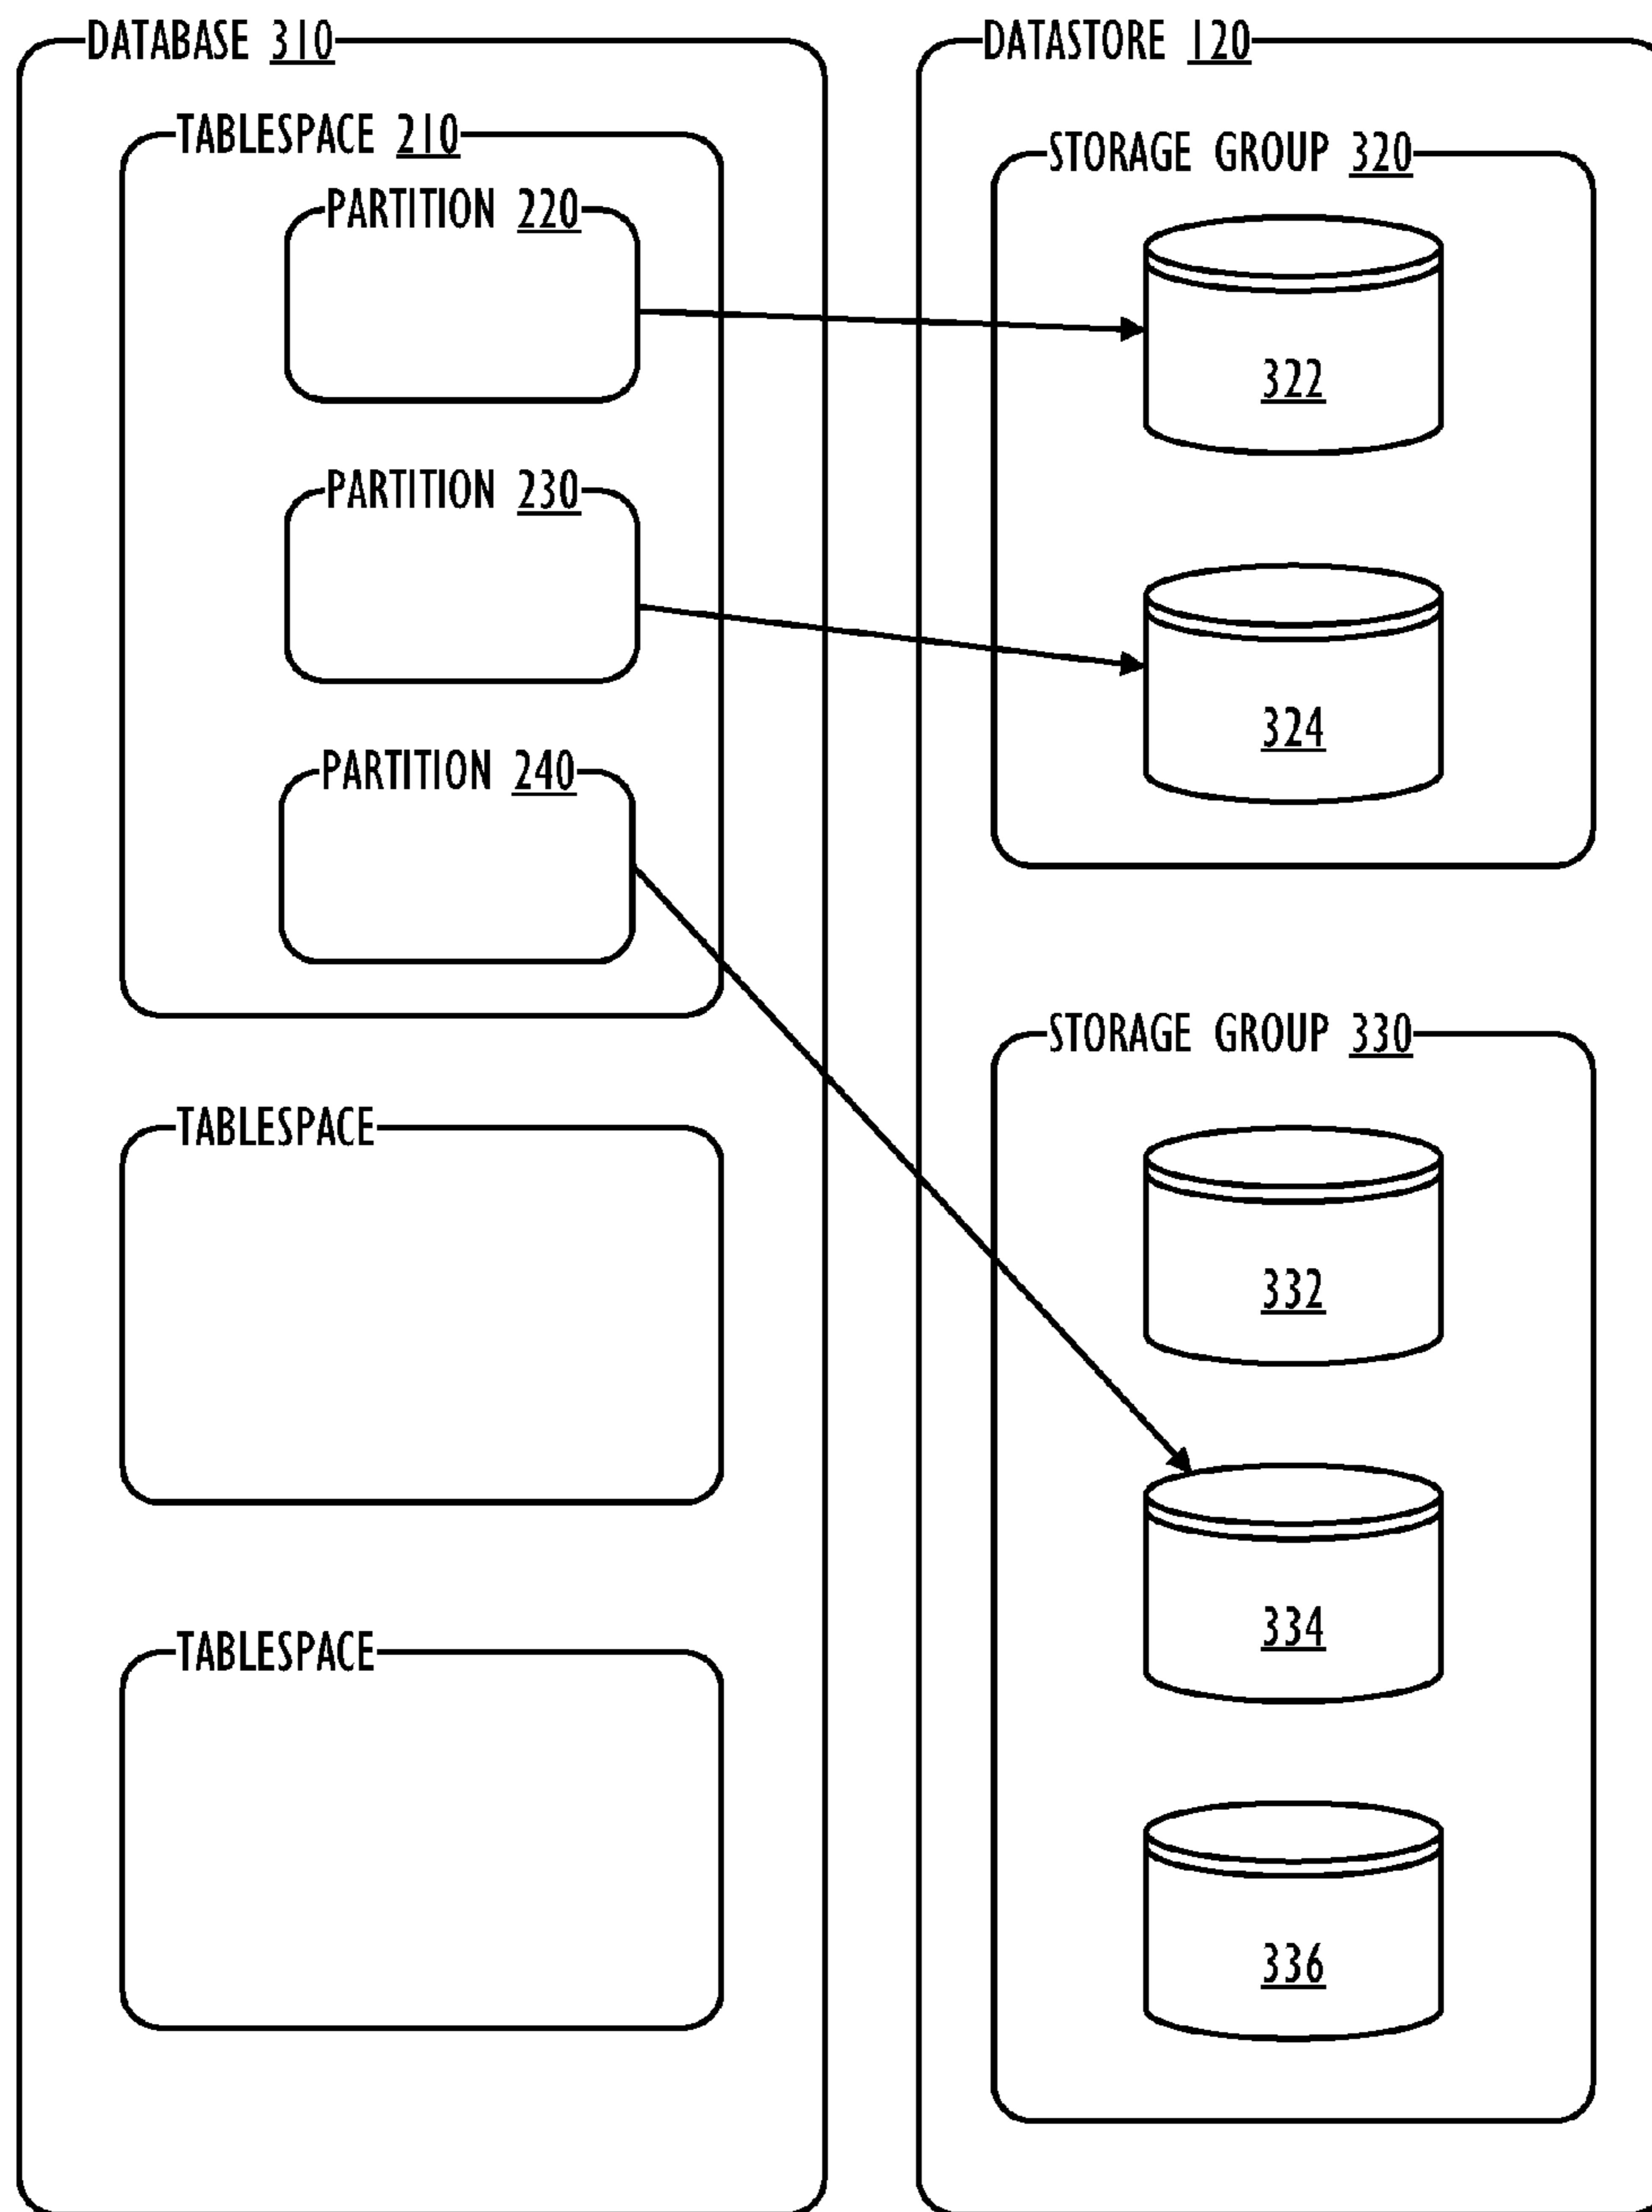 DATABASE 310
TABLESPACE 210
PARTITION 220
PARTITION 230
PARTITION 240
TABLESPACE
TABLESPACE
DATASTORE 120
STORAGE GROUP 320
322
324
STORAGE GROUP 330
332
334
336